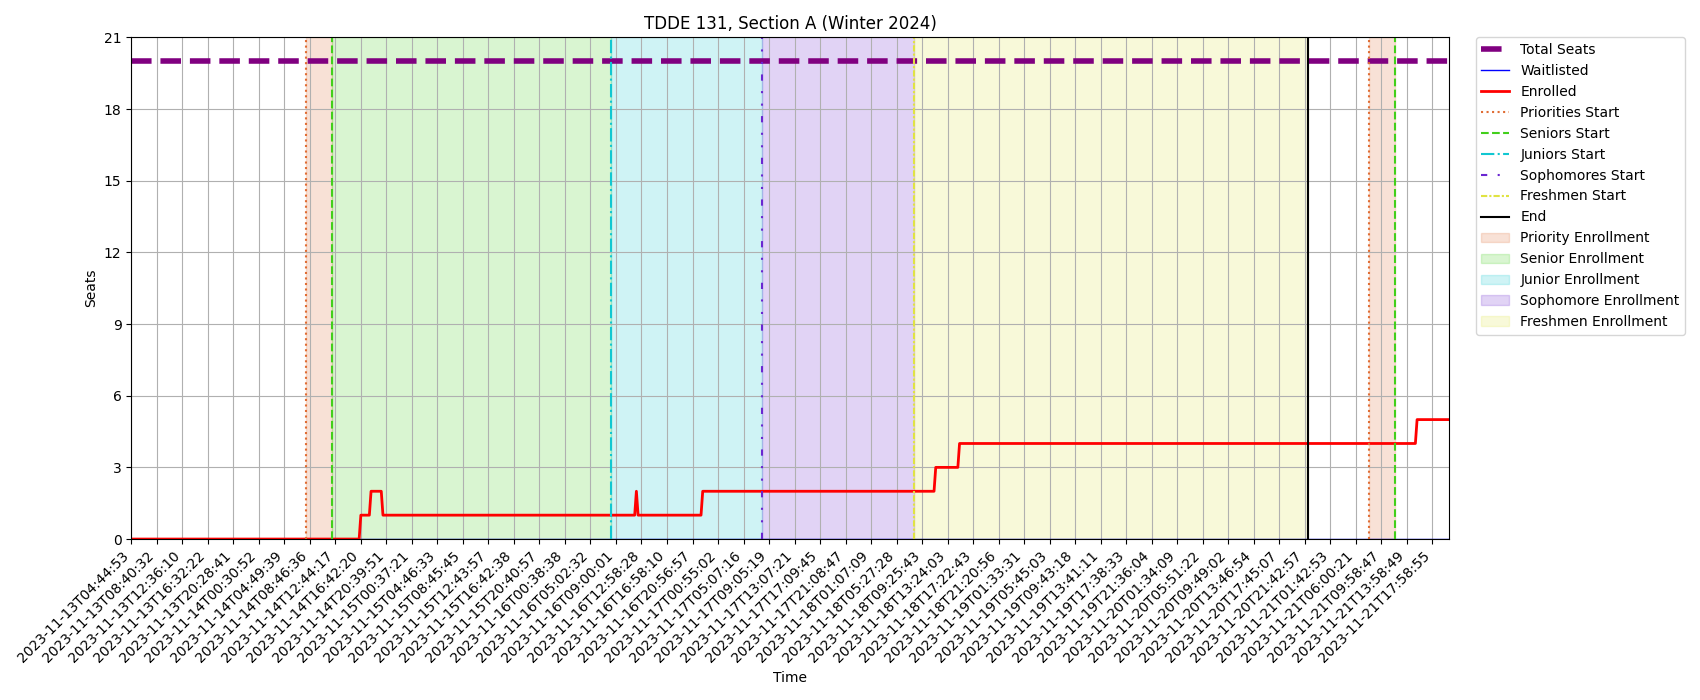 TDDE 131, Section A (Winter 2024)
21
18
15
12
9
6
3
0
Seats
2023-11-13T04:44:53
2023-11-13T08:40:32
2023-11-13T12:36:10
2023-11-13T16:32:22
2023-11-13T20:28:41
2023-11-14T00:30:52
2023-11-14T04:49:39
2023-11-14T08:46:36
2023-11-14T12:44:17
2023-11-14T16:42:20
2023-11-14T20:39:51
2023-11-15T00:37:21
2023-11-15T04:46:33
2023-11-15T08:45:45
2023-11-15T12:43:57
2023-11-15T16:42:38
2023-11-15T20:40:57
2023-11-16T00:38:38
2023-11-16T05:02:32
2023-11-16T09:00:01
2023-11-16T12:58:28
2023-11-16T16:58:10
2023-11-16T20:56:57
2023-11-17T00:55:02
2023-11-17T05:07:16
2023-11-17T09:05:19
2023-11-17T13:07:21
2023-11-17T17:09:45
2023-11-17T21:08:47
2023-11-18T01:07:09
2023-11-18T05:27:28
2023-11-18T09:25:43
2023-11-18T13:24:03
2023-11-18T17:22:43
2023-11-18T21:20:56
2023-11-19T01:33:31
2023-11-19T05:45:03
2023-11-19T09:43:18
2023-11-19T13:41:11
2023-11-19T17:38:33
2023-11-19T21:36:04
2023-11-20T01:34:09
2023-11-20T05:51:22
2023-11-20T09:49:02
2023-11-20T13:46:54
2023-11-20T17:45:07
2023-11-20T21:42:57
2023-11-21T01:42:53
2023-11-21T06:00:21
2023-11-21T09:58:47
2023-11-21T13:58:49
2023-11-21T17:58:55
Time
Total Seats
Waitlisted
Enrolled
Priorities Start
Seniors Start
Juniors Start
Sophomores Start
Freshmen Start
End
Priority Enrollment
Senior Enrollment
Junior Enrollment
Sophomore Enrollment
Freshmen Enrollment